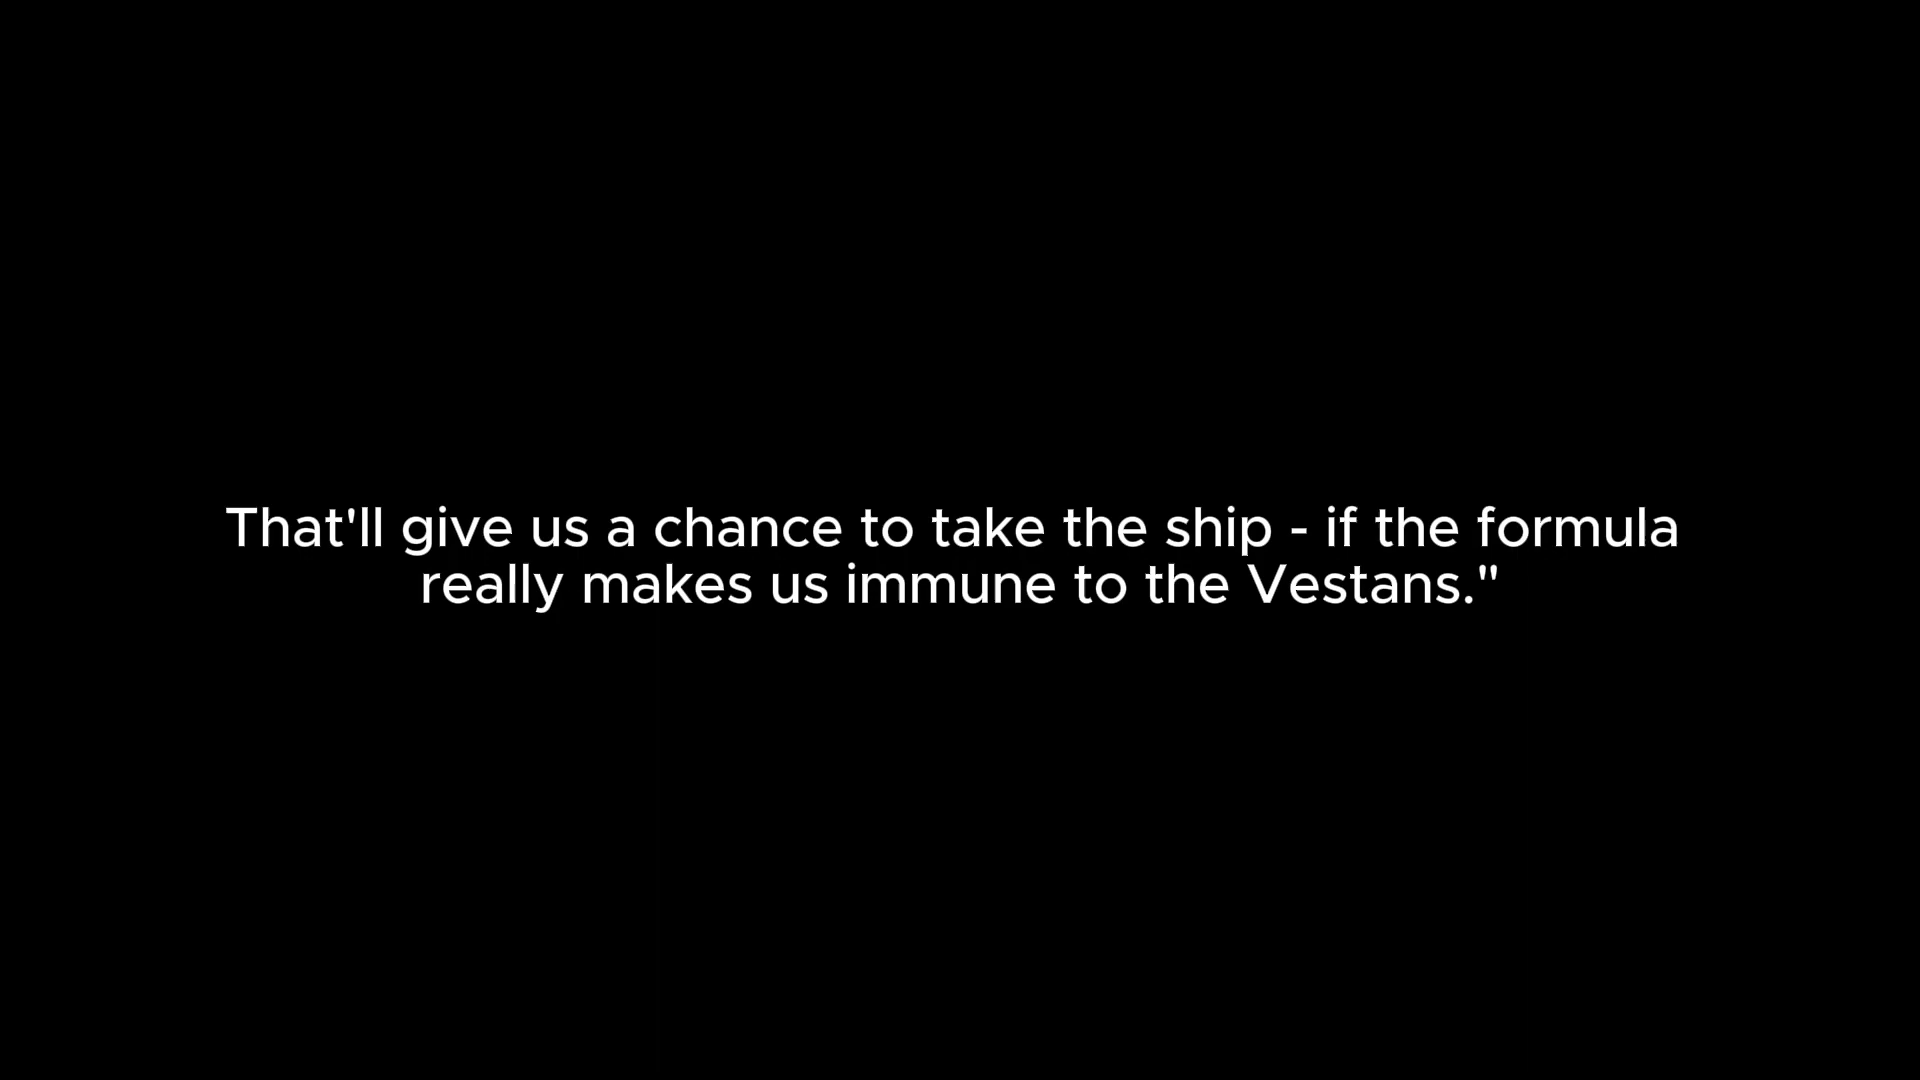 That'll give us a chance to take the ship - if the formula
really makes us immune to the Vestans."